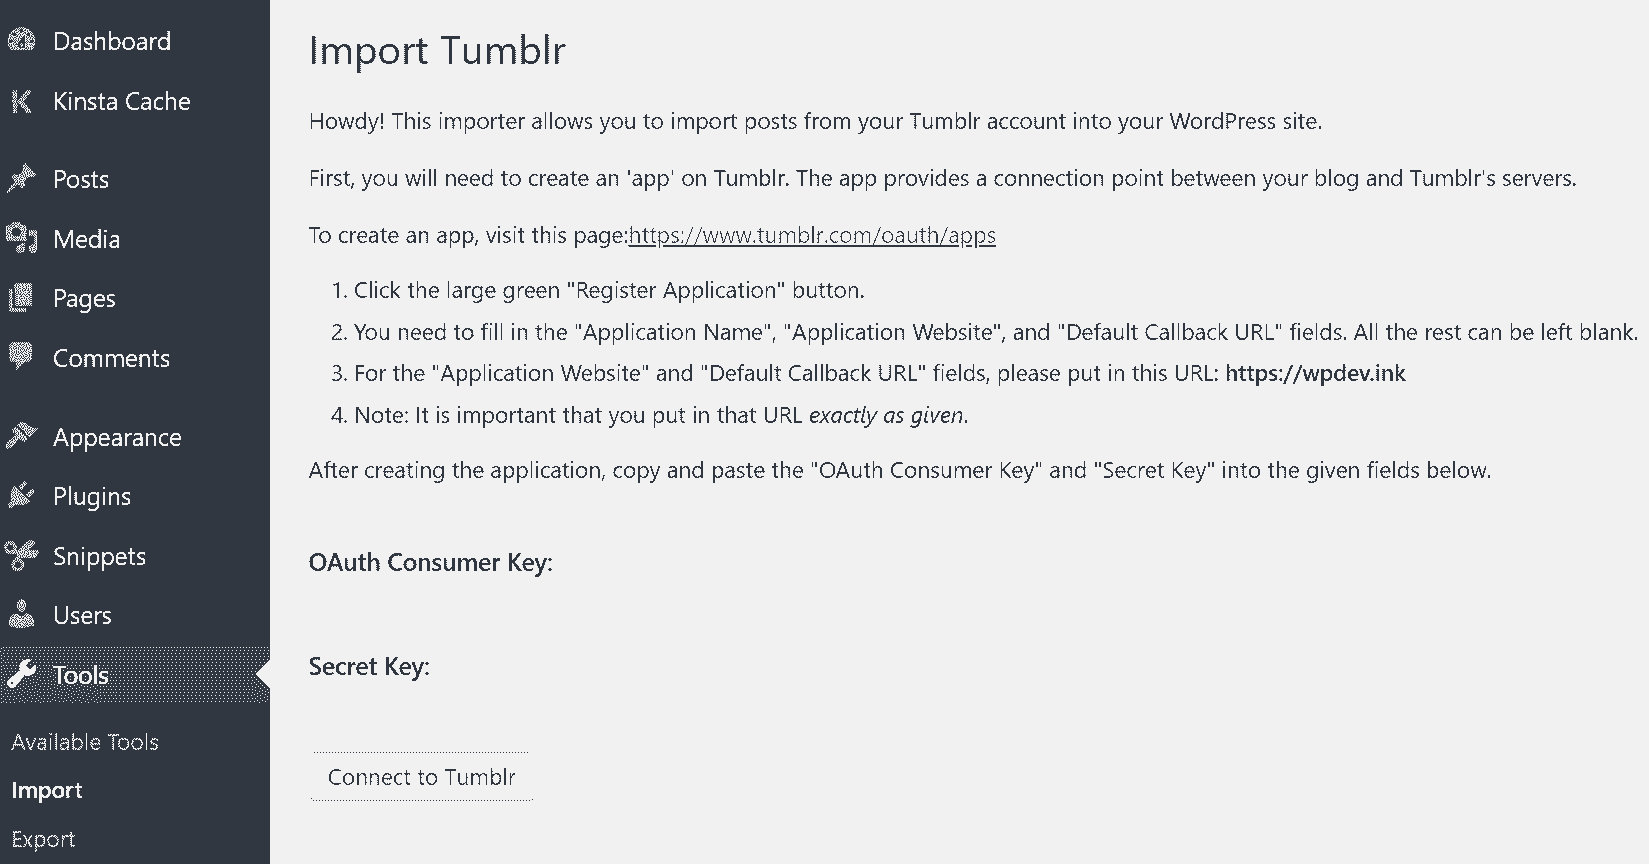 Dashboard
Kinsta Cache
Posts
Media
Pages
Comments
Appearance
Plugins
Snippets
Users
Tools
Available Tools
Import
Export
Import Tumblr
Howdy! This importer allows you to import posts from your Tumblr account into your WordPress site.
First, you will need to create an 'app' on Tumblr. The app provides a connection point between your blog and Tumblr's servers.
To create an app, visit this page:https://www.tumblr.com/oauth/apps
1. Click the large green "Register Application" button.
2. You need to fill in the "Application Name", "Application Website", and "Default Callback URL" fields. All the rest can be left blank.
3. For the "Application Website" and "Default Callback URL" fields, please put in this URL: https://wpdev.ink
4. Note: It is important that you put in that URL exactly as given.
After creating the application, copy and paste the "OAuth Consumer Key" and "Secret Key" into the given fields below.
OAuth Consumer Key:
Secret Key:
Connect to Tumblr